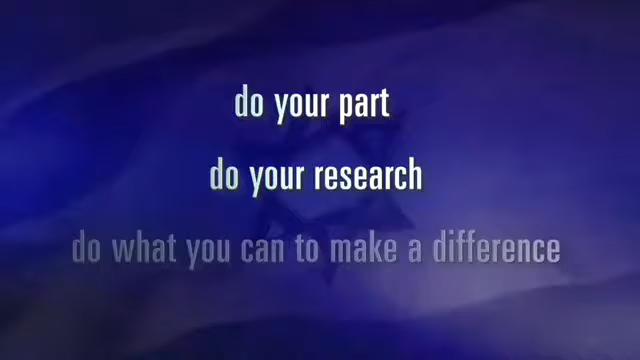 do your part
do your research
do what you can to make a difference